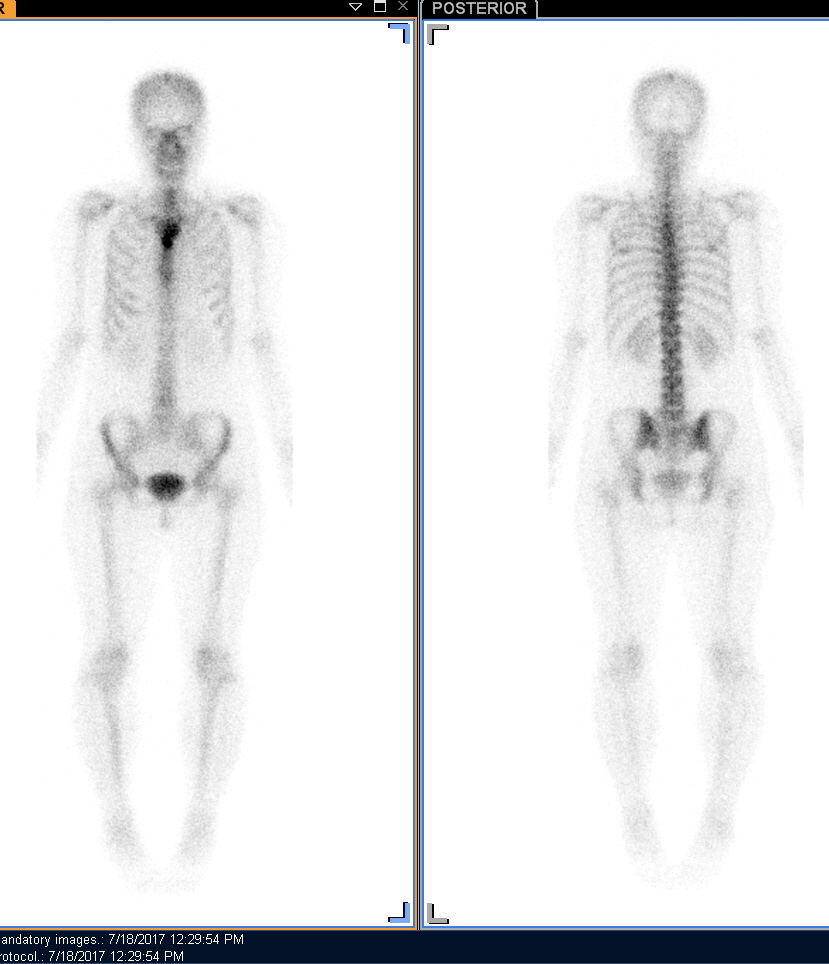 R
POSTERIOR
andatory images.: 7/18/2017 12:29:54 PM
rotocol.: 7/18/2017 12:29:54 PM